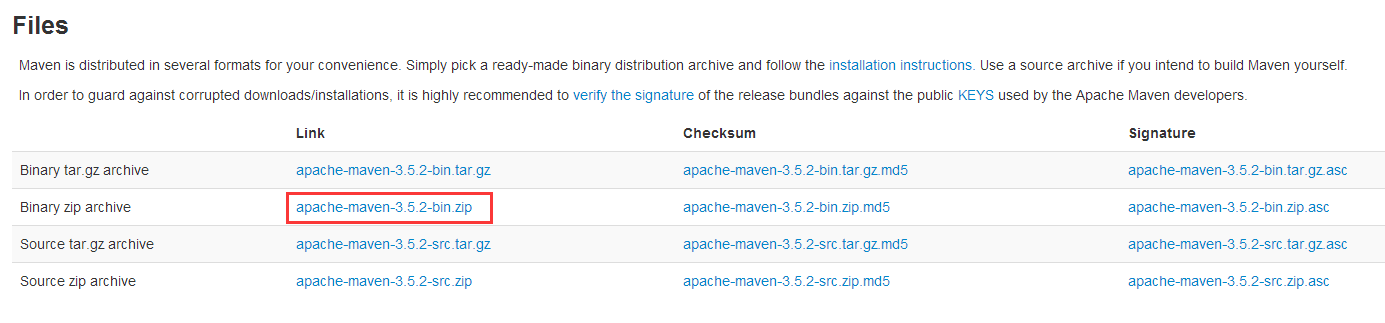 Files
Maven is distributed in several formats for your convenience. Simply pick a ready-made binary distribution archive and follow the installation instructions. Use a source archive if you intend to build Maven yourself.
In order to guard against corrupted downloads/installations, it is highly recommended to verify the signature of the release bundles against the public KEYS used by the Apache Maven developers.
Link Checksum Signature
Binary tar.gz archive apache-maven-3.5.2-bin.tar.gz apache-maven-3.5.2-bin.tar.gz.md5 apache-maven-3.5.2-bin.tar.gz.asc
Binary zip archive apache-maven-3.5.2-bin.zip apache-maven-3.5.2-bin.zip.md5 apache-maven-3.5.2-bin.zip.asc
Source tar.gz archive apache-maven-3.5.2-src.tar.gz apache-maven-3.5.2-src.tar.gz.md5 apache-maven-3.5.2-src.tar.gz.asc
Source zip archive apache-maven-3.5.2-src.zip apache-maven-3.5.2-src.zip.md5 apache-maven-3.5.2-src.zip.asc